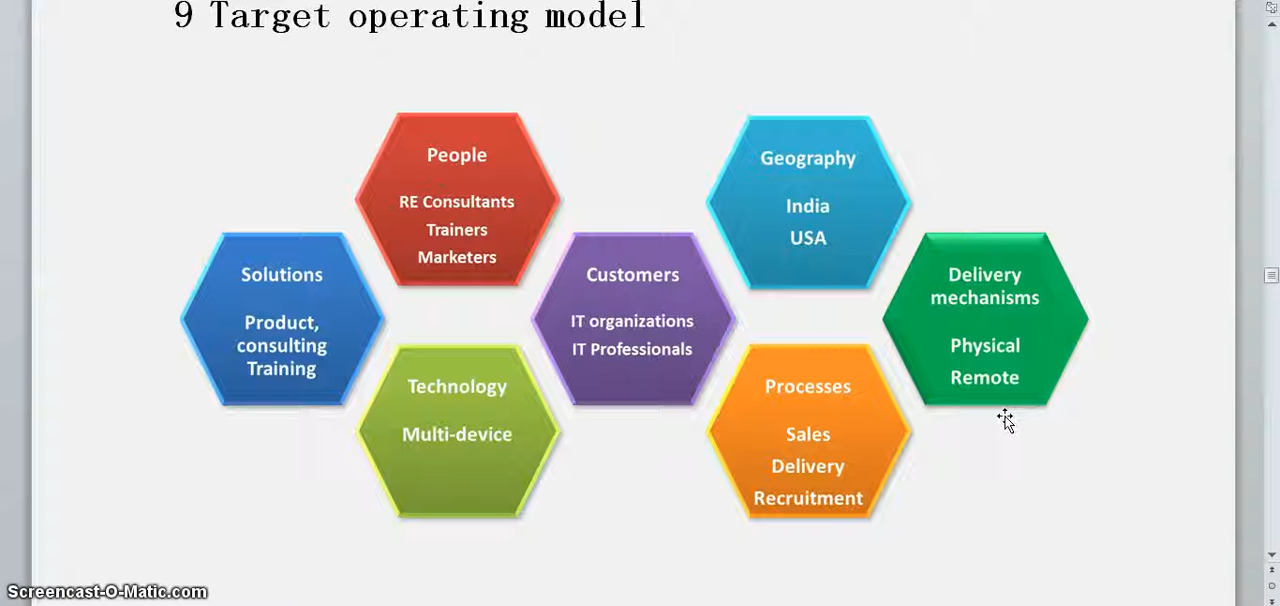 9 Target operating model
People
RE Consultants
Trainers
Marketers
Geography
India
USA
Solutions
Product,
consulting
Training
Customers
IT organizations
IT Professionals
Delivery
mechanisms
Physical
Remote
Technology
Multi-device
Processes
Sales
Delivery
Recruitment
Screencast-O-Matic.com